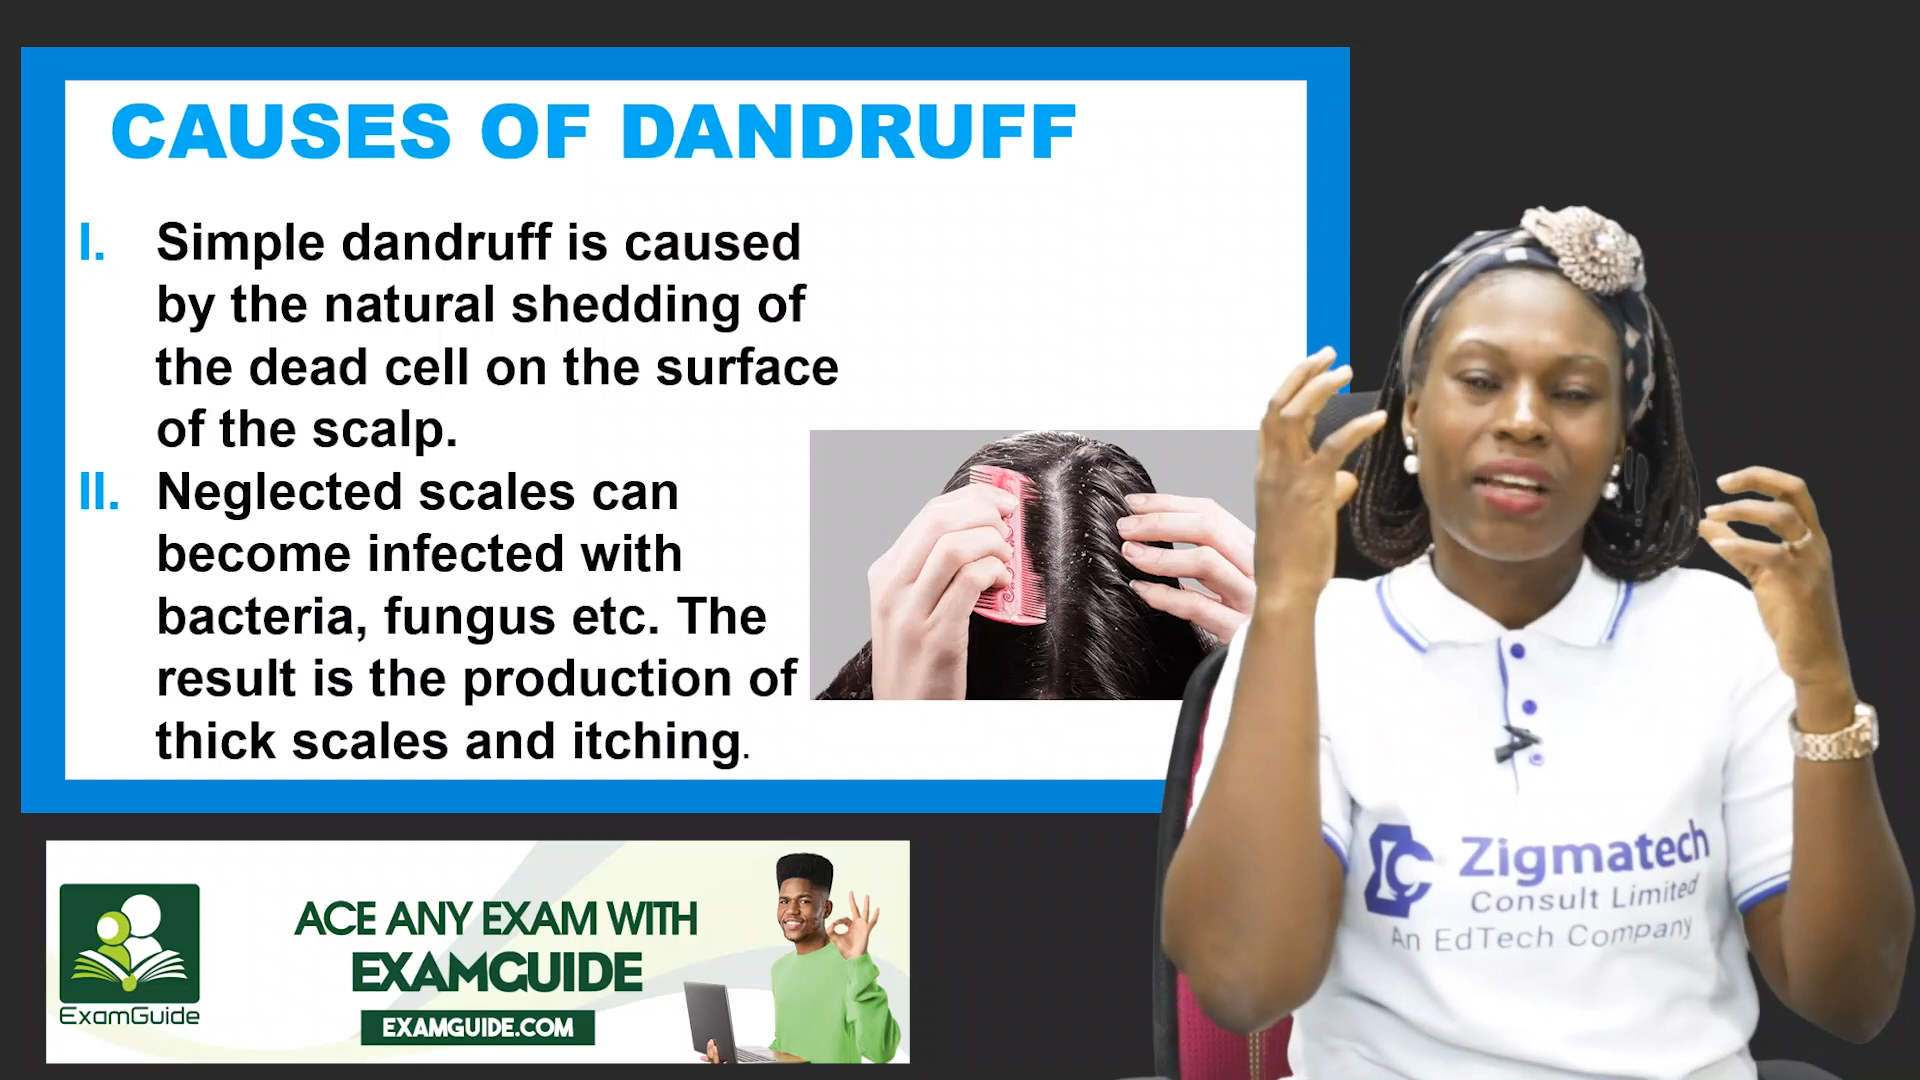 CAUSES OF DANDRUFF
I. Simple dandruff is caused
by the natural shedding of
the dead cell on the surface
of the scalp.
II. Neglected scales can
become infected with
bacteria, fungus etc. The
result is the production of
thick scales and itching.
ExamGuide
ACE ANY EXAM WITH
EXAMGUIDE
EXAMGUIDE.COM
Zigmatech
Consult Limited
An EdTech Company